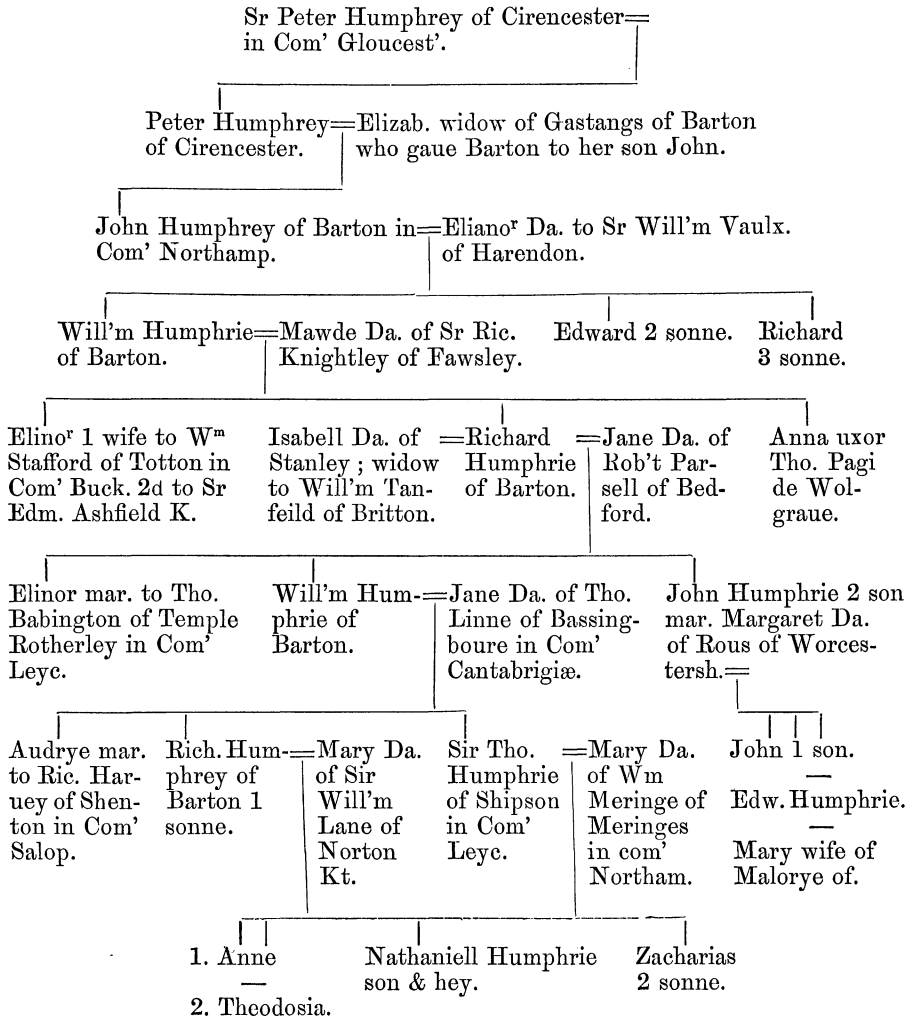 Sr Peter Humphrey of Cirencester=
in Com' Gloucest'.
Peter Humphrey=Elizab. widow of Gastangs of Barton
of Cirencester. who gaue Barton to her son John.
John Humphrey of Barton in=Elianoʳ Da. to Sr Will'm Vaulx.
Com' Northamp. of Harendon.
Will'm Humphrie=Mawde Da. of Sr Ric.
of Barton. Knightley of Fawsley.
Edward 2 sonne.
Richard
3 sonne.
Elinoʳ 1 wife to Wᵐ
Stafford of Totton in
Com' Buck. 2d to Sr
Edm. Ashfield K.
Isabell Da. of
Stanley ; widow
to Will'm Tan-
feild of Britton.
=Richard
Humphrie
of Barton.
=Jane Da. of
Rob't Par-
sell of Bed-
ford.
Anna uxor
Tho. Pagi
de Wol-
graue.
Elinor mar. to Tho.
Babington of Temple
Rotherley in Com'
Leyc.
Will'm Hum-
phrie of
Barton.
=Jane Da. of Tho.
Linne of Bassing-
boure in Com'
Cantabrigiæ.
John Humphrie 2 son
mar. Margaret Da.
of Rous of Worces-
tersh.=
Audrye mar.
to Ric. Har-
uey of Shen-
ton in Com'
Salop.
Rich. Hum-
phrey of
Barton 1
sonne.
=Mary Da.
of Sir
Will'm
Lane of
Norton
Kt.
Sir Tho.
Humphrie
of Shipson
in Com'
Leyc.
=Mary Da.
of Wm
Meringe of
Meringes
in com'
Northam.
John 1 son.
—
Edw. Humphrie.
—
Mary wife of
Malorye of.
1. Anne
—
2. Theodosia.
Nathaniell Humphrie
son & hey.
Zacharias
2 sonne.